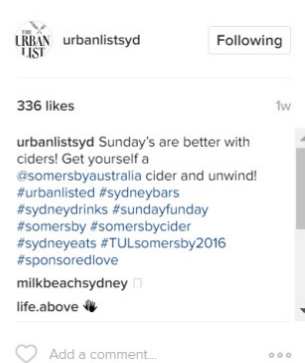 THE
URBAN
LIST
urbanlistsyd
Following
336 likes
1w
urbanlistsyd Sunday's are better with
ciders! Get yourself a
@somersbyaustralia cider and unwind!
#urbanlisted #sydneybars
#sydneydrinks #sundayfunday
#somersby #somersbycider
#sydneyeats #TULsomersby2016
#sponsoredlove
milkbeachsydney
life.above
Add a comment...